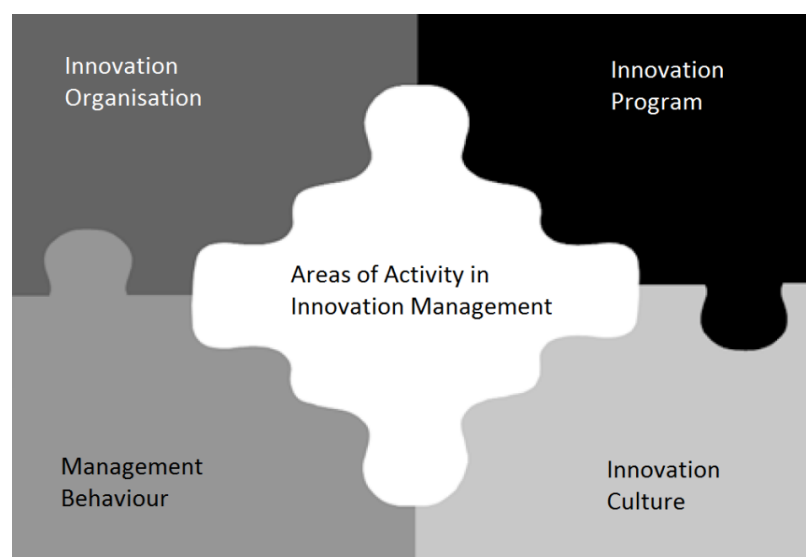 Innovation
Organisation
Innovation
Program
Areas of Activity in
Innovation Management
Management
Behaviour
Innovation
Culture